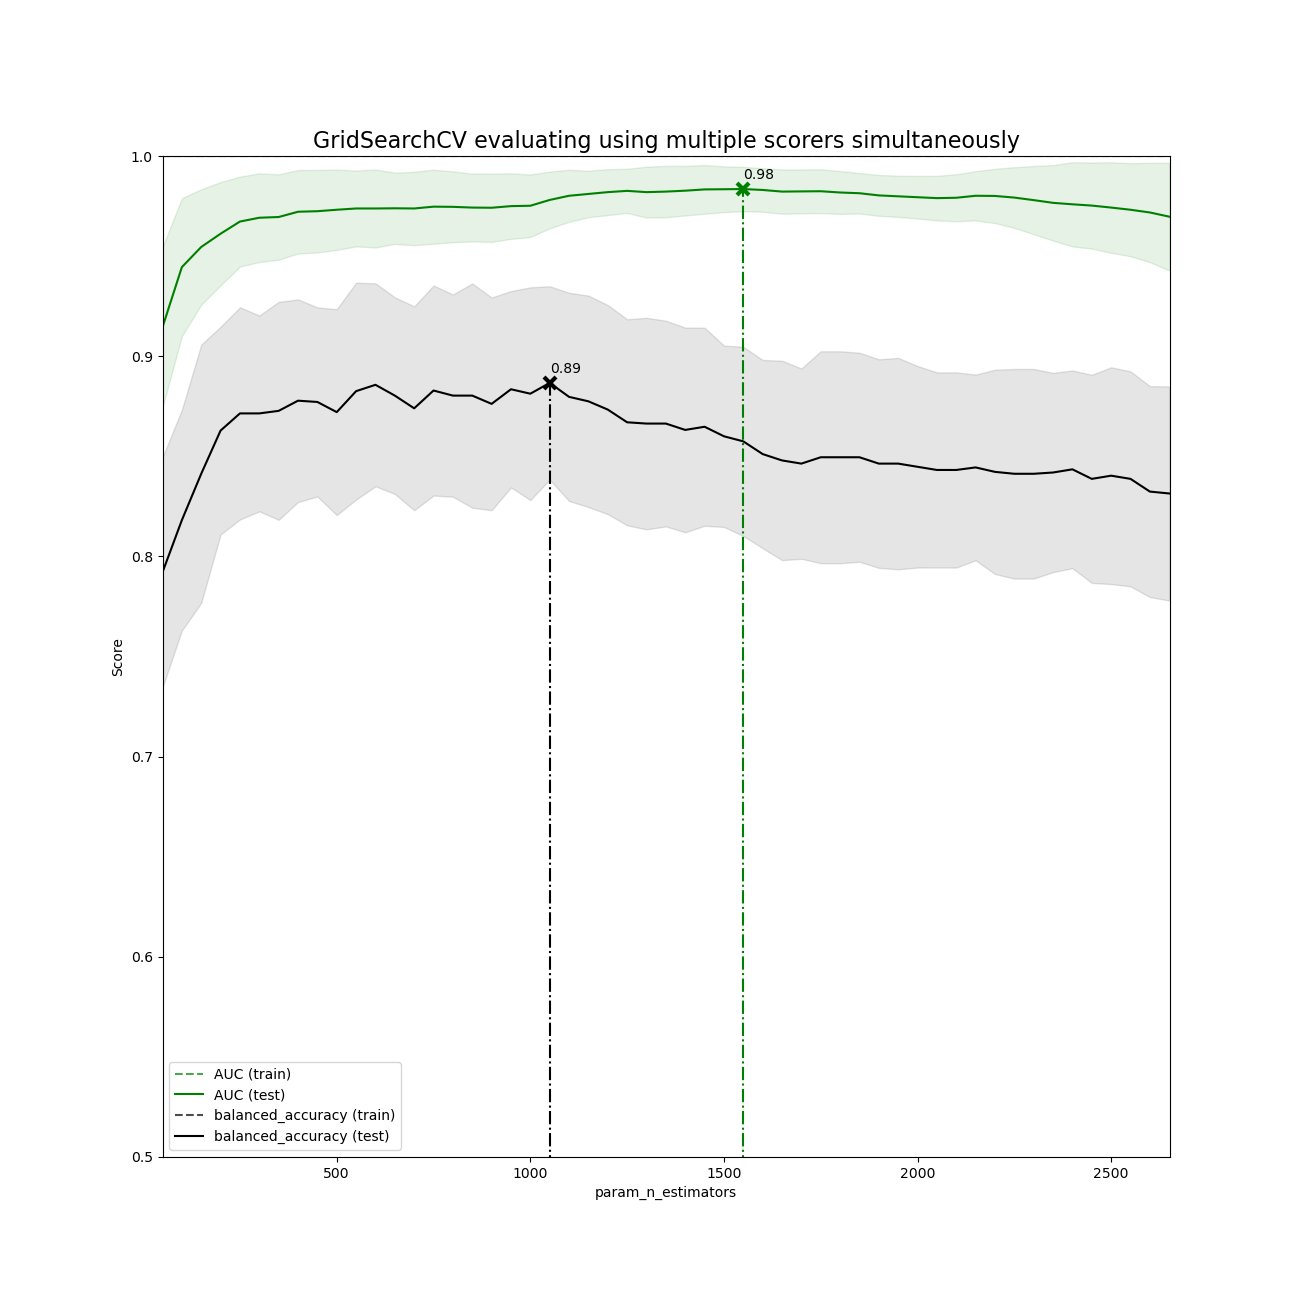 GridSearchCV evaluating using multiple scorers simultaneously
1.0
0.98
0.9
0.89
0.8
Score
0.7
0.6
AUC (train)
AUC (test)
balanced_accuracy (train)
balanced_accuracy (test)
0.5
500 1000 1500 2000 2500
param_n_estimators